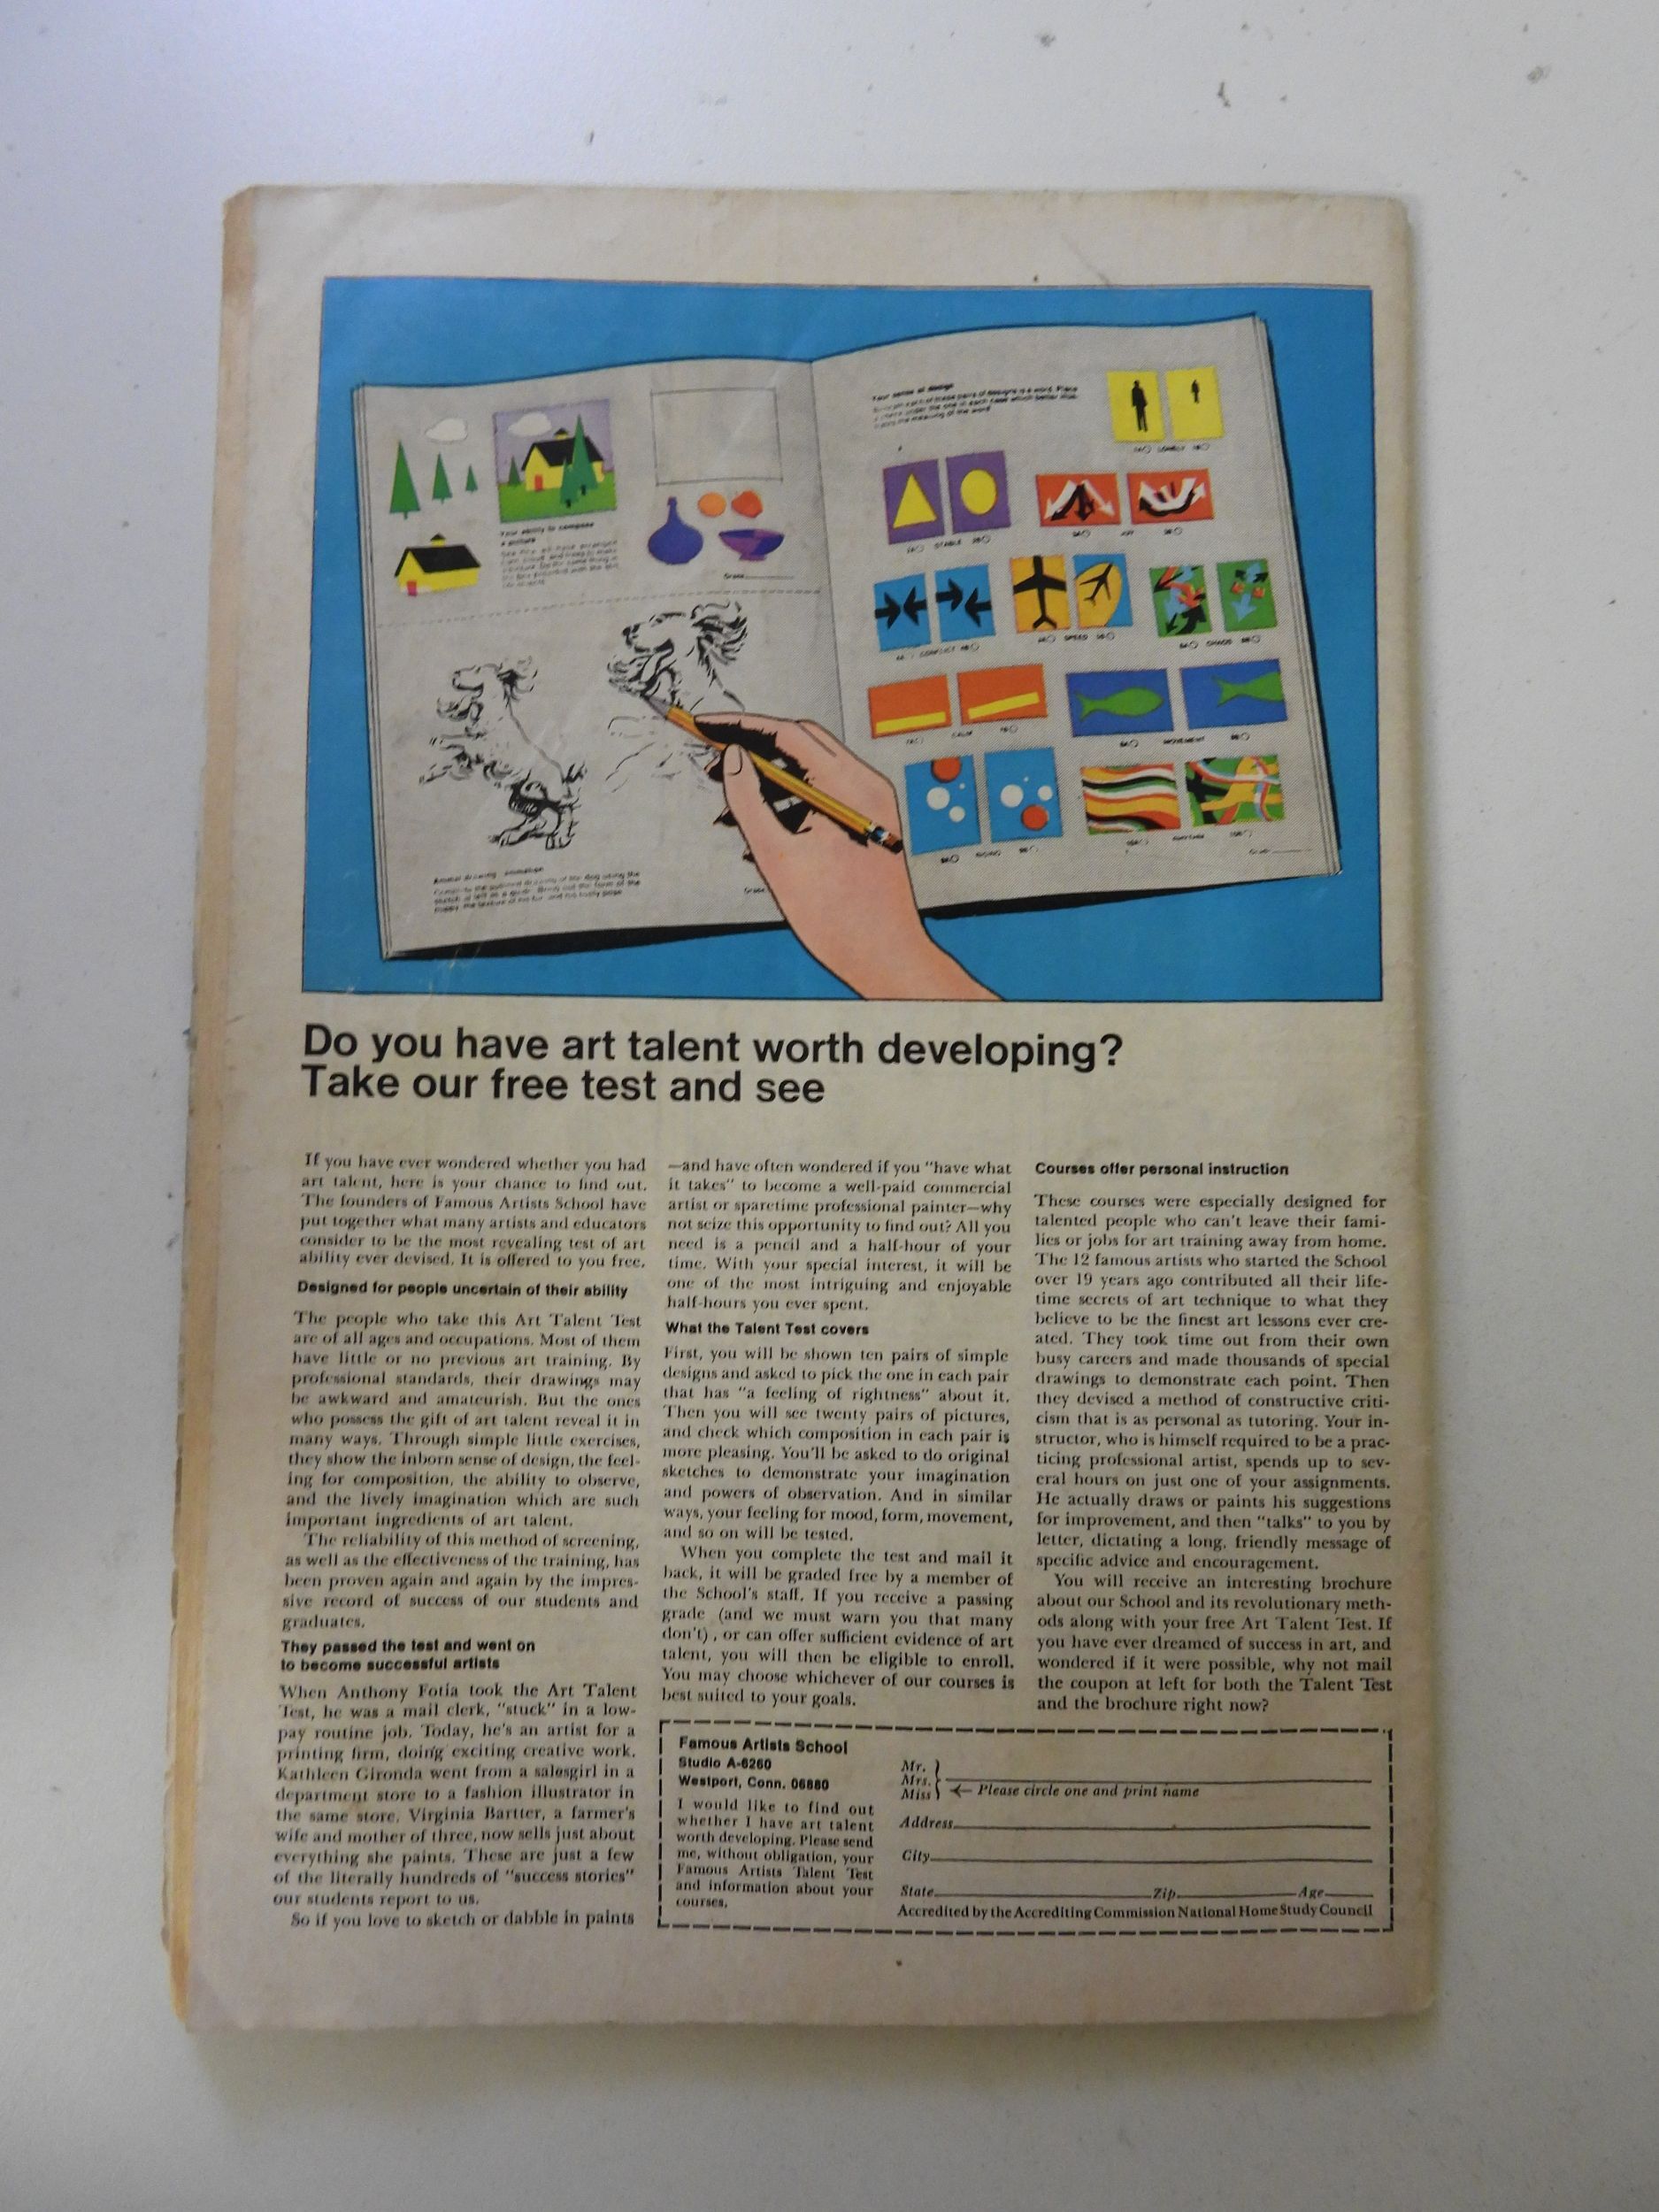 Your ability to compose
a picture
Your sense of design
LONELY
STABLE
JOY
CONFLICT
SPEED
CHAOS
CALM
MOVEMENT
RISING
Grade
Animal drawing
Do you have art talent worth developing?
Take our free test and see
If you have ever wondered whether you had
art talent, here is your chance to find out.
The founders of Famous Artists School have
put together what many artists and educators
consider to be the most revealing test of art
ability ever devised. It is offered to you free.
Designed for people uncertain of their ability
The people who take this Art Talent Test
are of all ages and occupations. Most of them
have little or no previous art training. By
professional standards, their drawings may
be awkward and amateurish. But the ones
who possess the gift of art talent reveal it in
many ways. Through simple little exercises,
they show the inborn sense of design, the feel-
ing for composition, the ability to observe,
and the lively imagination which are such
important ingredients of art talent.
The reliability of this method of screening,
as well as the effectiveness of the training, has
been proven again and again by the impres-
sive record of success of our students and
graduates.
They passed the test and went on
to become successful artists
When Anthony Fotia took the Art Talent
Test, he was a mail clerk, "stuck" in a low-
pay routine job. Today, he's an artist for a
printing firm, doing exciting creative work.
Kathleen Gironda went from a salesgirl in a
department store to a fashion illustrator in
the same store. Virginia Bartter, a farmer's
wife and mother of three, now sells just about
everything she paints. These are just a few
of the literally hundreds of "success stories"
our students report to us.
So if you love to sketch or dabble in paints
—and have often wondered if you "have what
it takes" to become a well-paid commercial
artist or sparetime professional painter—why
not seize this opportunity to find out? All you
need is a pencil and a half-hour of your
time. With your special interest, it will be
one of the most intriguing and enjoyable
half-hours you ever spent.
What the Talent Test covers
First, you will be shown ten pairs of simple
designs and asked to pick the one in each pair
that has "a feeling of rightness" about it.
Then you will see twenty pairs of pictures,
and check which composition in each pair is
more pleasing. You'll be asked to do original
sketches to demonstrate your imagination
and powers of observation. And in similar
ways, your feeling for mood, form, movement,
and so on will be tested.
When you complete the test and mail it
back, it will be graded free by a member of
the School's staff. If you receive a passing
grade (and we must warn you that many
don't), or can offer sufficient evidence of art
talent, you will then be eligible to enroll.
You may choose whichever of our courses is
best suited to your goals.
Courses offer personal instruction
These courses were especially designed for
talented people who can't leave their fami-
lies or jobs for art training away from home.
The 12 famous artists who started the School
over 19 years ago contributed all their life-
time secrets of art technique to what they
believe to be the finest art lessons ever cre-
ated. They took time out from their own
busy careers and made thousands of special
drawings to demonstrate each point. Then
they devised a method of constructive criti-
cism that is as personal as tutoring. Your in-
structor, who is himself required to be a prac-
ticing professional artist, spends up to sev-
eral hours on just one of your assignments.
He actually draws or paints his suggestions
for improvement, and then "talks" to you by
letter, dictating a long, friendly message of
specific advice and encouragement.
You will receive an interesting brochure
about our School and its revolutionary meth-
ods along with your free Art Talent Test. If
you have ever dreamed of success in art, and
wondered if it were possible, why not mail
the coupon at left for both the Talent Test
and the brochure right now?
Famous Artists School
Studio A-6260
Westport, Conn. 06880
I would like to find out
whether I have art talent
worth developing. Please send
me, without obligation, your
Famous Artists Talent Test
and information about your
courses.
Mr.
Mrs.
Miss
Please circle one and print name
Address
City
State Zip Age
Accredited by the Accrediting Commission National Home Study Council